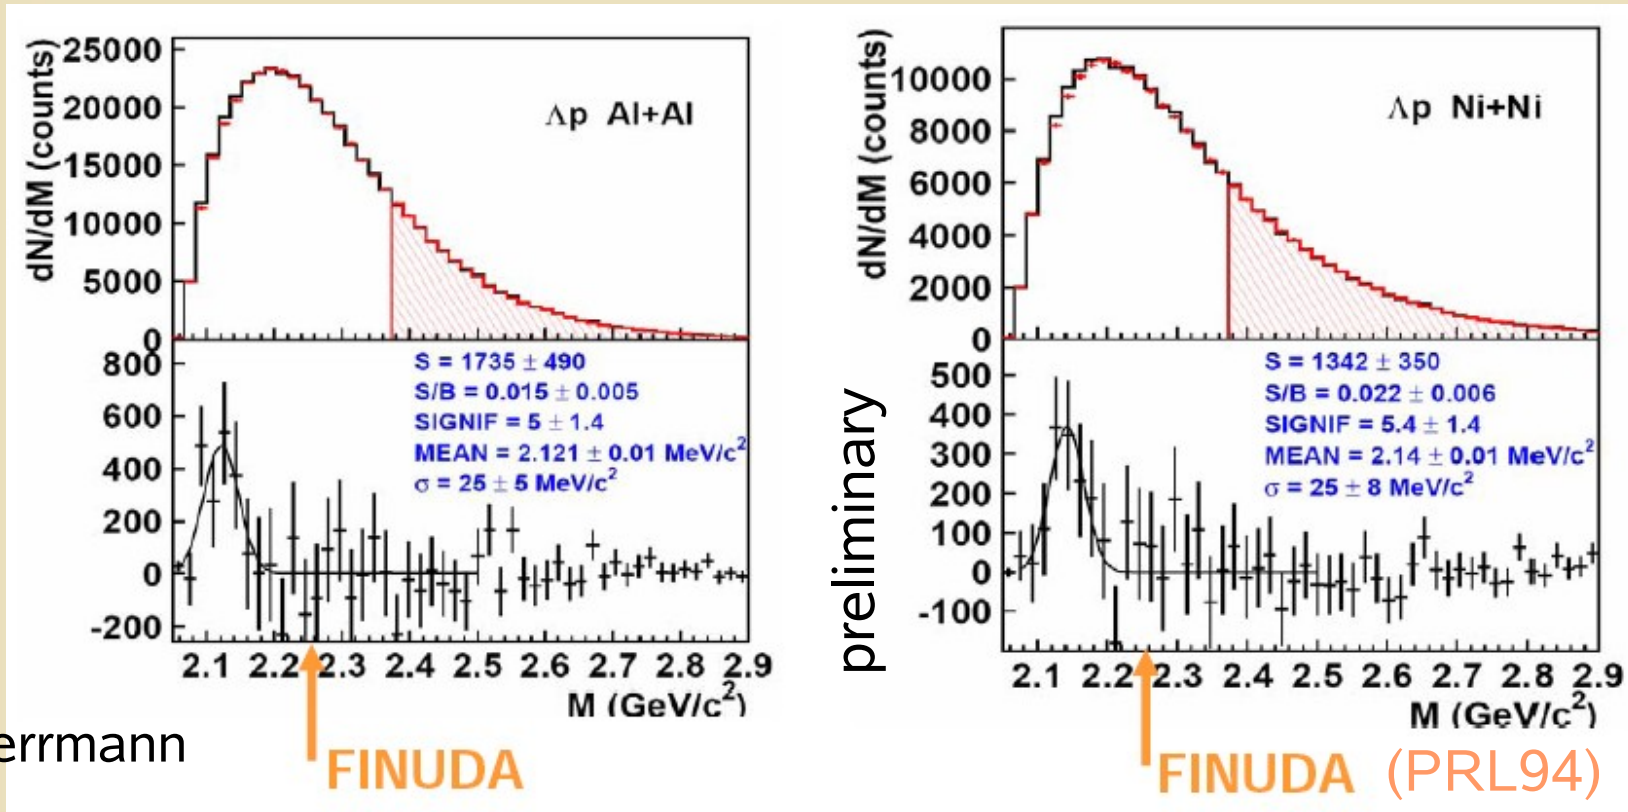 dN/dM (counts)
25000
20000
15000
10000
5000
0
Λp Al+Al
800
600
400
200
0
-200
S = 1735 ± 490
S/B = 0.015 ± 0.005
SIGNIF = 5 ± 1.4
MEAN = 2.121 ± 0.01 MeV/c²
σ = 25 ± 5 MeV/c²
2.1 2.2 2.3 2.4 2.5 2.6 2.7 2.8 2.9
M (GeV/c²)
errmann
FINUDA
preliminary
dN/dM (counts)
10000
8000
6000
4000
2000
0
Λp Ni+Ni
500
400
300
200
100
0
-100
S = 1342 ± 350
S/B = 0.022 ± 0.006
SIGNIF = 5.4 ± 1.4
MEAN = 2.14 ± 0.01 MeV/c²
σ = 25 ± 8 MeV/c²
2.1 2.2 2.3 2.4 2.5 2.6 2.7 2.8 2.9
M (GeV/c²)
FINUDA (PRL94)